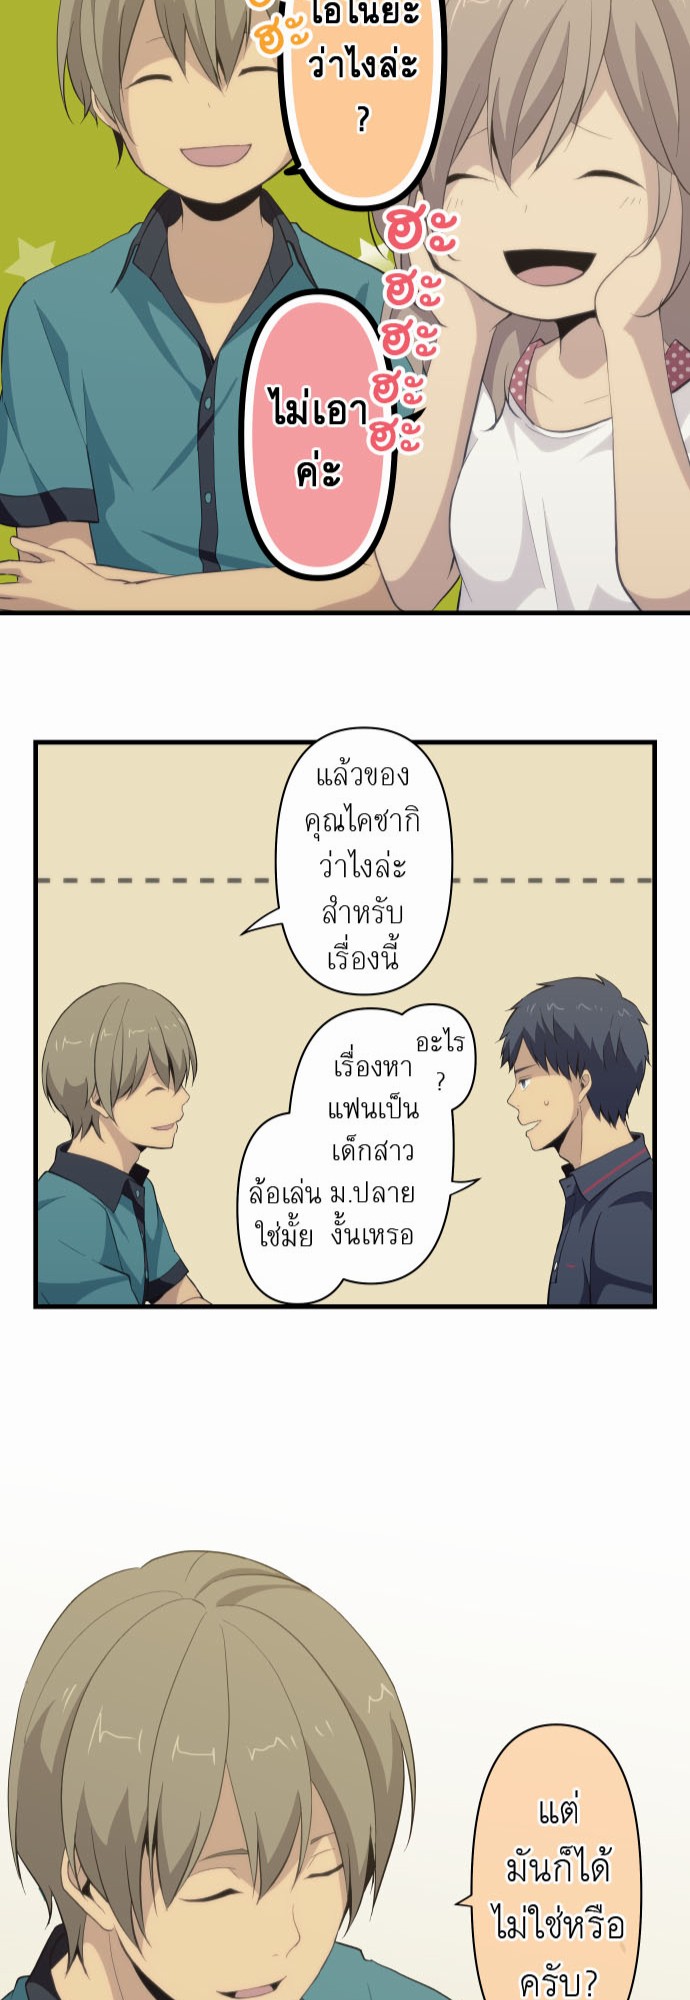 โอโนยะ
ว่าไงล่ะ
?
ฮะ
ฮะ
ฮะ
ฮะ
ฮะ
ฮะ
ไม่เอา
ค่ะ
แล้วของ
คุณไคซากิ
ว่าไงล่ะ
สำหรับ
เรื่องนี้
อะไร
?
เรื่องหา
แฟนเป็น
เด็กสาว
ม.ปลาย
งั้นเหรอ
ล้อเล่น
ใช่มั้ย
แต่
มันก็ได้
ไม่ใช่หรือ
ครับ?